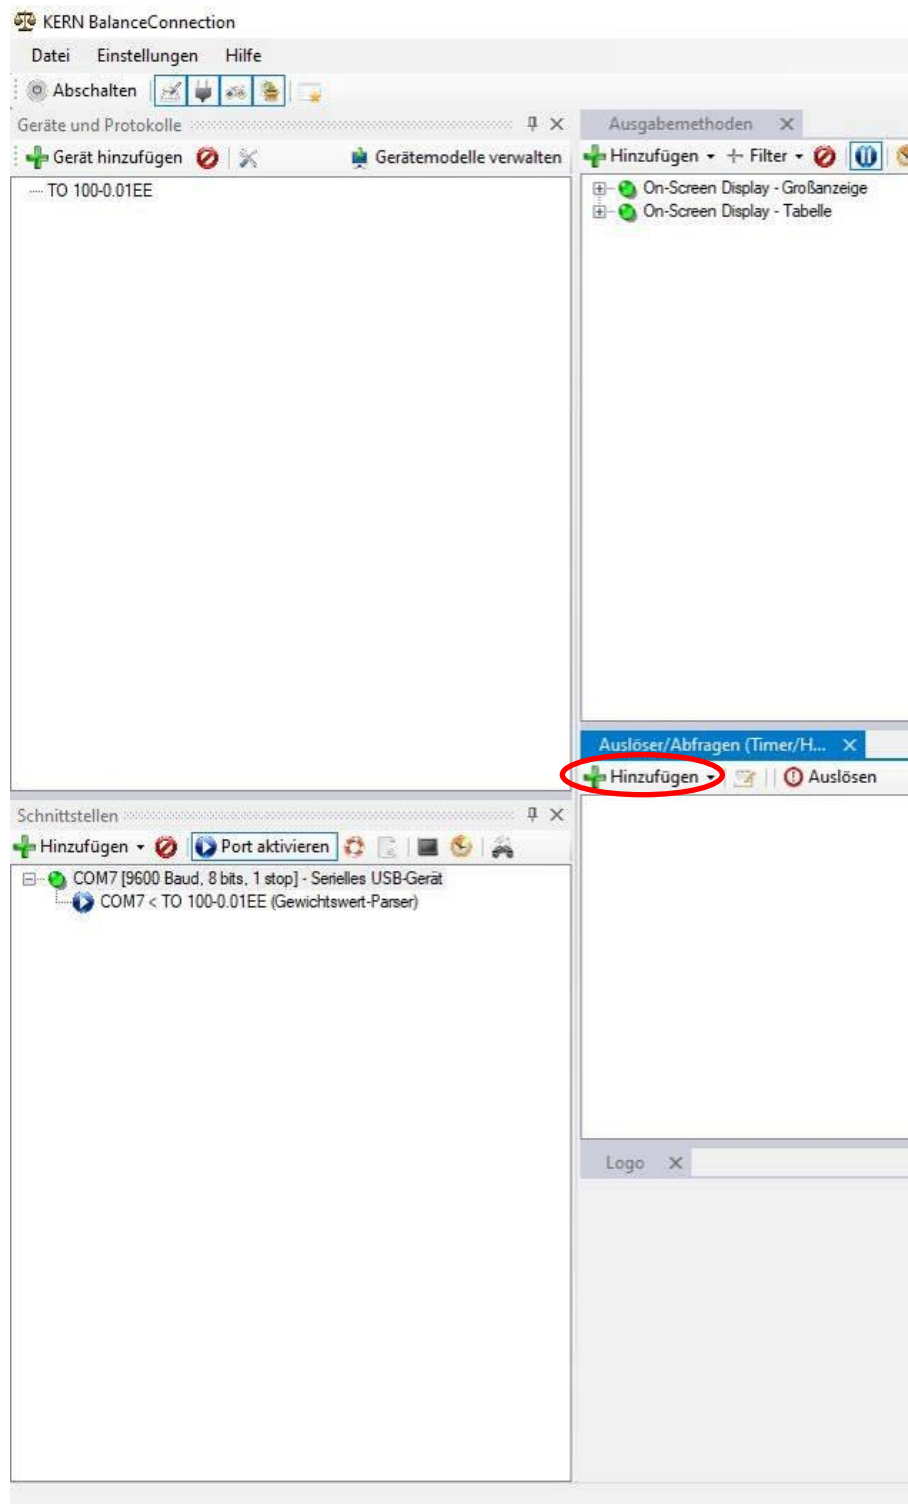 KERN BalanceConnection
Datei Einstellungen Hilfe
Abschalten
Geräte und Protokolle
Gerät hinzufügen Gerätemodelle verwalten
TO 100-0.01EE
Ausgabemethoden
Hinzufügen Filter
On-Screen Display - Großanzeige
On-Screen Display - Tabelle
Auslöser/Abfragen (Timer/H...
Hinzufügen Auslösen
Schnittstellen
Hinzufügen Port aktivieren
COM7 [9600 Baud, 8 bits, 1 stop] - Serielles USB-Gerät
COM7 < TO 100-0.01EE (Gewichtswert-Parser)
Logo